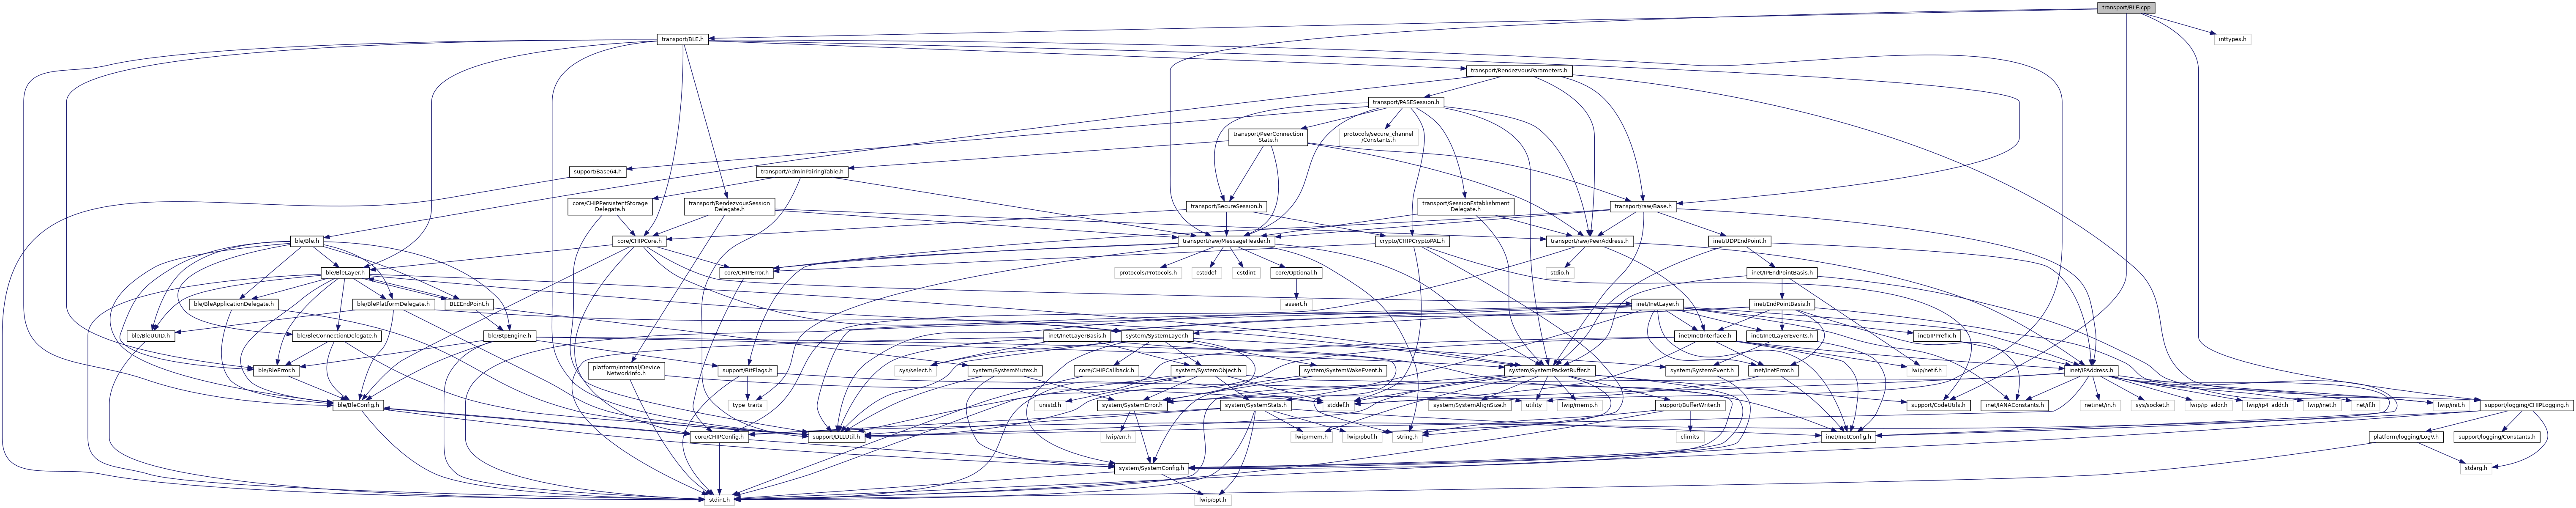 transport/BLE.cpp
transport/BLE.h
inttypes.h
transport/RendezvousParameters.h
transport/PASESession.h
transport/PeerConnection
State.h
protocols/secure_channel
/Constants.h
support/Base64.h
transport/AdminPairingTable.h
core/CHIPPersistentStorage
Delegate.h
transport/RendezvousSession
Delegate.h
transport/SecureSession.h
transport/SessionEstablishment
Delegate.h
transport/raw/Base.h
ble/Ble.h
core/CHIPCore.h
transport/raw/MessageHeader.h
crypto/CHIPCryptoPAL.h
transport/raw/PeerAddress.h
inet/UDPEndPoint.h
ble/BleLayer.h
core/CHIPError.h
protocols/Protocols.h
cstddef
cstdint
core/Optional.h
stdio.h
inet/IPEndPointBasis.h
ble/BleApplicationDelegate.h
ble/BlePlatformDelegate.h
BLEEndPoint.h
assert.h
inet/InetLayer.h
inet/EndPointBasis.h
ble/BleUUID.h
ble/BleConnectionDelegate.h
ble/BtpEngine.h
inet/InetLayerBasis.h
system/SystemLayer.h
inet/InetInterface.h
inet/InetLayerEvents.h
inet/IPPrefix.h
ble/BleError.h
platform/internal/Device
NetworkInfo.h
support/BitFlags.h
sys/select.h
system/SystemMutex.h
core/CHIPCallback.h
system/SystemObject.h
system/SystemWakeEvent.h
system/SystemPacketBuffer.h
system/SystemEvent.h
inet/InetError.h
lwip/netif.h
inet/IPAddress.h
ble/BleConfig.h
type_traits
unistd.h
system/SystemError.h
system/SystemStats.h
stddef.h
system/SystemAlignSize.h
utility
lwip/memp.h
support/BufferWriter.h
support/CodeUtils.h
inet/IANAConstants.h
netinet/in.h
sys/socket.h
lwip/ip_addr.h
lwip/ip4_addr.h
lwip/inet.h
net/if.h
lwip/init.h
support/logging/CHIPLogging.h
core/CHIPConfig.h
support/DLLUtil.h
lwip/err.h
lwip/mem.h
lwip/pbuf.h
string.h
climits
inet/InetConfig.h
platform/logging/LogV.h
support/logging/Constants.h
system/SystemConfig.h
stdarg.h
stdint.h
lwip/opt.h